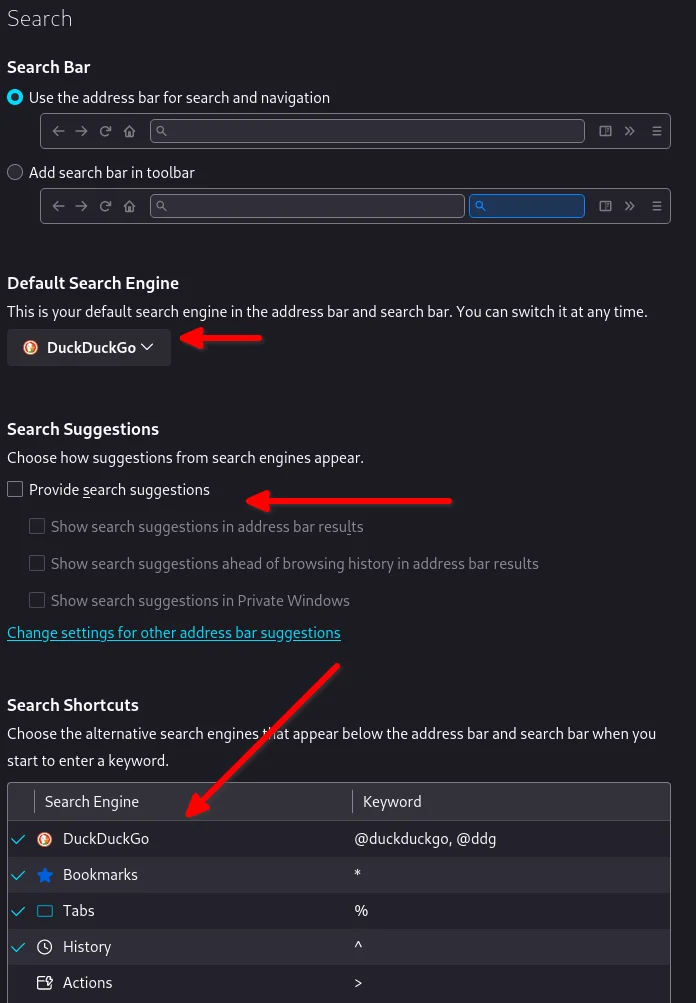 Search
Search Bar
Use the address bar for search and navigation
Add search bar in toolbar
Default Search Engine
This is your default search engine in the address bar and search bar. You can switch it at any time.
DuckDuckGo
Search Suggestions
Choose how suggestions from search engines appear.
Provide search suggestions
Show search suggestions in address bar results
Show search suggestions ahead of browsing history in address bar results
Show search suggestions in Private Windows
Change settings for other address bar suggestions
Search Shortcuts
Choose the alternative search engines that appear below the address bar and search bar when you
start to enter a keyword.
Search Engine Keyword
DuckDuckGo @duckduckgo, @ddg
Bookmarks *
Tabs %
History ^
Actions >